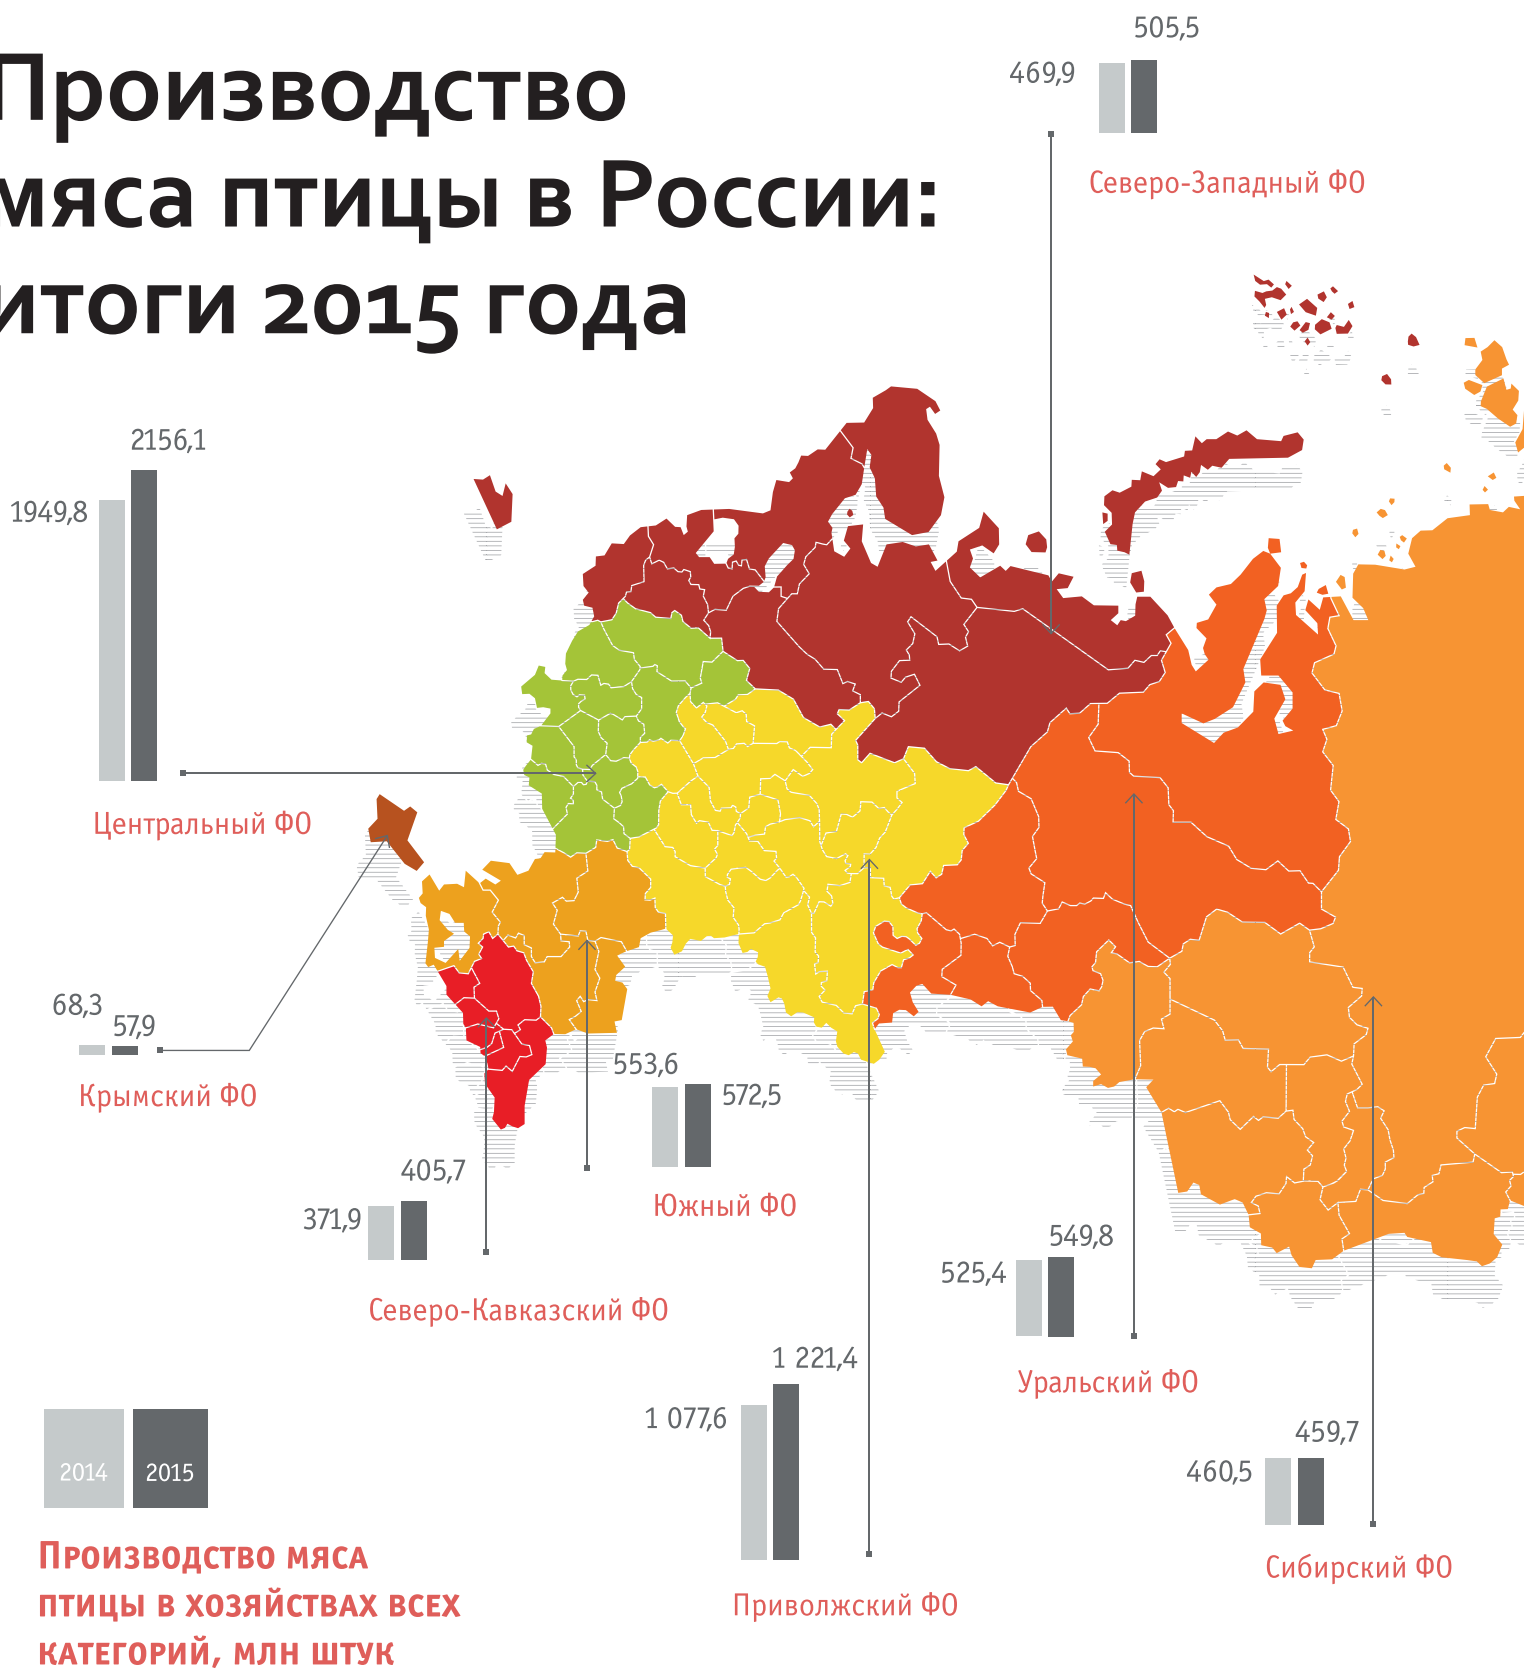 Производство
мяса птицы в России:
итоги 2015 года
505,5
469,9
Северо-Западный ФО
2156,1
1949,8
Центральный ФО
68,3
57,9
Крымский ФО
553,6
572,5
Южный ФО
405,7
371,9
Северо-Кавказский ФО
549,8
525,4
Уральский ФО
1 221,4
1 077,6
Приволжский ФО
459,7
460,5
Сибирский ФО
2014
2015
Производство мяса
птицы в хозяйствах всех
категорий, млн штук